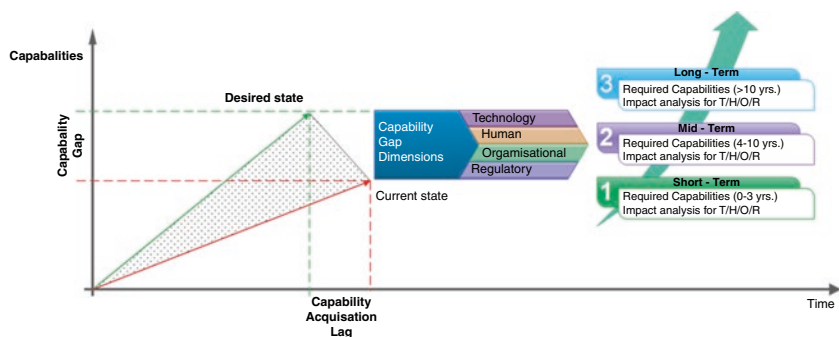 Capabalities
Desired state
Capebality
Gap
Current state
Capability
Acquisation
Lag
Time
Capability
Gap
Dimensions
Technology
Human
Organisational
Regulatory
3
Long - Term
Required Capabilities (>10 yrs.)
Impact analysis for T/H/O/R
2
Mid - Term
Required Capabilities (4-10 yrs.)
Impact analysis for T/H/O/R
1
Short - Term
Required Capabilities (0-3 yrs.)
Impact analysis for T/H/O/R